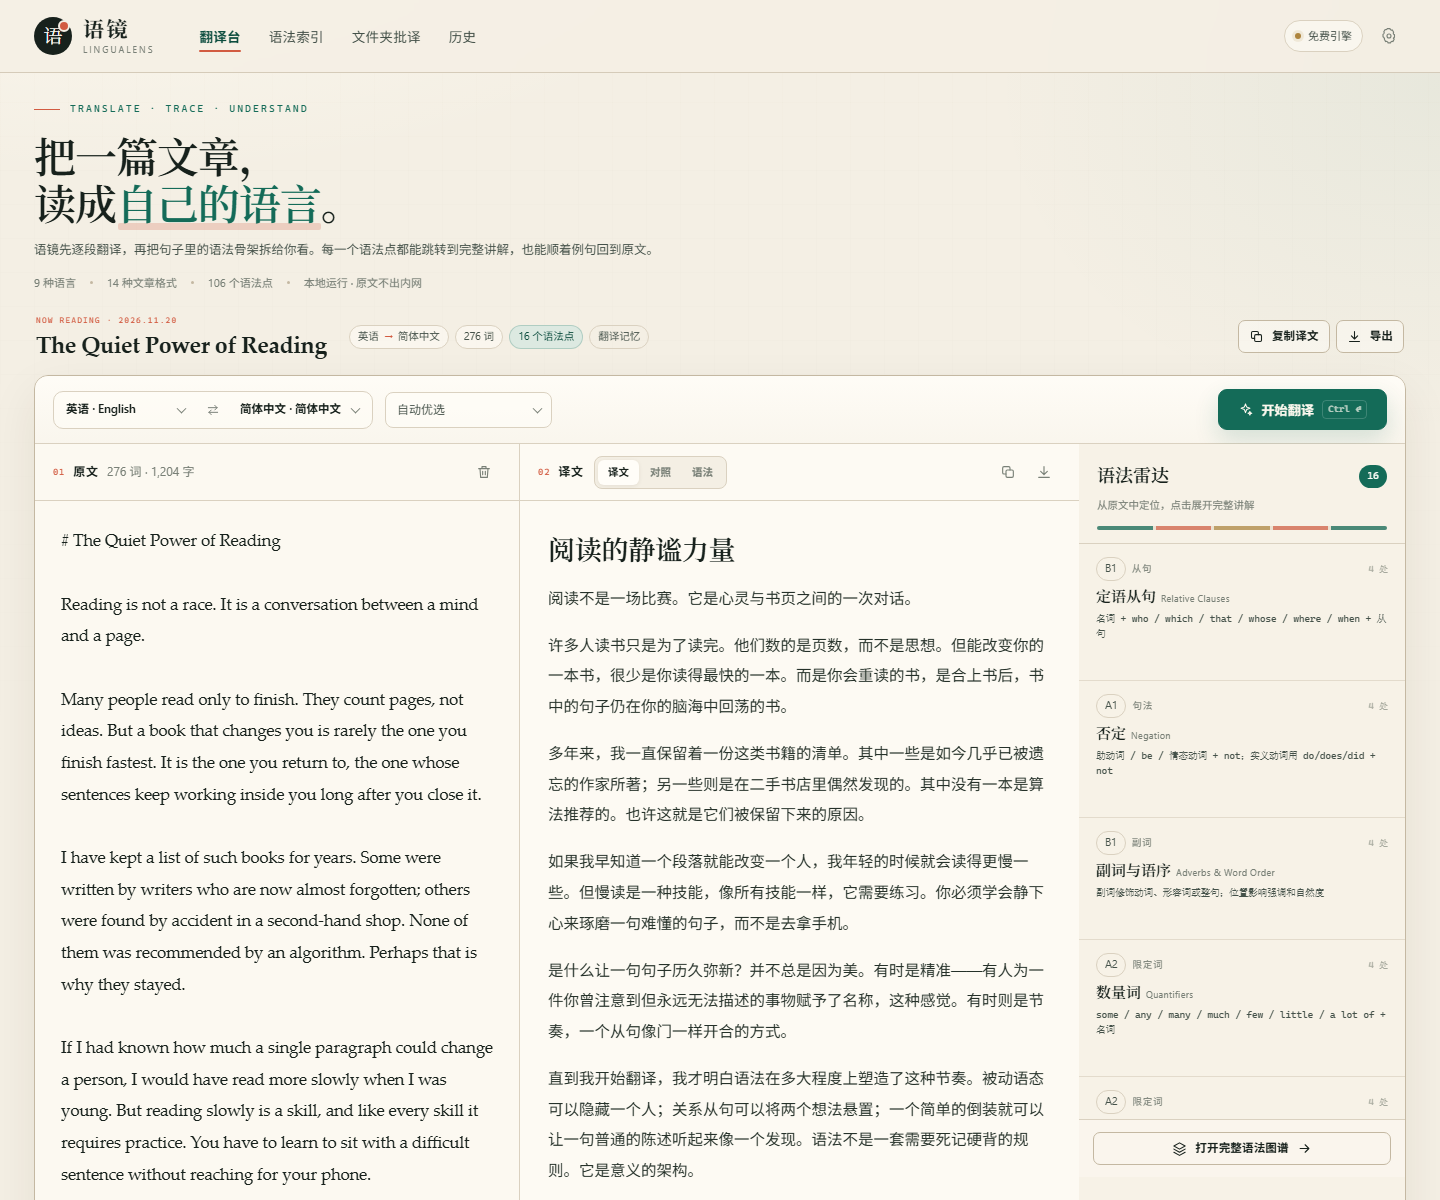 语
语镜
LINGUALENS
翻译台
语法索引
文件夹批译
历史
免费引擎
TRANSLATE · TRACE · UNDERSTAND
把一篇文章，
读成自己的语言。
语镜先逐段翻译，再把句子里的语法骨架拆给你看。每一个语法点都能跳转到完整讲解，也能顺着例句回到原文。
9 种语言 • 14 种文章格式 • 106 个语法点 • 本地运行 · 原文不出内网
NOW READING · 2026.11.20
The Quiet Power of Reading
英语 → 简体中文
276 词
16 个语法点
翻译记忆
复制译文
导出
英语 · English
⇄
简体中文 · 简体中文
自动优选
开始翻译
Ctrl ⏎
01 原文 276 词 · 1,204 字
# The Quiet Power of Reading
Reading is not a race. It is a conversation between a mind
and a page.
Many people read only to finish. They count pages, not
ideas. But a book that changes you is rarely the one you
finish fastest. It is the one you return to, the one whose
sentences keep working inside you long after you close it.
I have kept a list of such books for years. Some were
written by writers who are now almost forgotten; others
were found by accident in a second-hand shop. None of
them was recommended by an algorithm. Perhaps that is
why they stayed.
If I had known how much a single paragraph could change
a person, I would have read more slowly when I was
young. But reading slowly is a skill, and like every skill it
requires practice. You have to learn to sit with a difficult
sentence without reaching for your phone.
02 译文
译文
对照
语法
阅读的静谧力量
阅读不是一场比赛。它是心灵与书页之间的一次对话。
许多人读书只是为了读完。他们数的是页数，而不是思想。但能改变你的
一本书，很少是你读得最快的一本。而是你会重读的书，是合上书后，书
中的句子仍在你的脑海中回荡的书。
多年来，我一直保留着一份这类书籍的清单。其中一些是如今几乎已被遗
忘的作家所著；另一些则是在二手书店里偶然发现的。其中没有一本是算
法推荐的。也许这就是它们被保留下来的原因。
如果我早知道一个段落就能改变一个人，我年轻的时候就会读得更慢一
些。但慢读是一种技能，像所有技能一样，它需要练习。你必须学会静下
心来琢磨一句难懂的句子，而不是去拿手机。
是什么让一句句子历久弥新？并不总是因为美。有时是精准——有人为一
件你曾注意到但永远无法描述的事物赋予了名称，这种感觉。有时则是节
奏，一个从句像门一样开合的方式。
直到我开始翻译，我才明白语法在多大程度上塑造了这种节奏。被动语态
可以隐藏一个人；关系从句可以将两个想法悬置；一个简单的倒装就可以
让一句普通的陈述听起来像一个发现。语法不是一套需要死记硬背的规
则。它是意义的架构。
语法雷达
16
从原文中定位，点击展开完整讲解
B1 从句 4 处
定语从句 Relative Clauses
名词 + who / which / that / whose / where / when + 从
句
A1 句法 4 处
否定 Negation
助动词 / be / 情态动词 + not；实义动词用 do/does/did +
not
B1 副词 4 处
副词与语序 Adverbs & Word Order
副词修饰动词、形容词或整句；位置影响强调和自然度
A2 限定词 4 处
数量词 Quantifiers
some / any / many / much / few / little / a lot of +
名词
A2 限定词 4 处
打开完整语法图谱 →